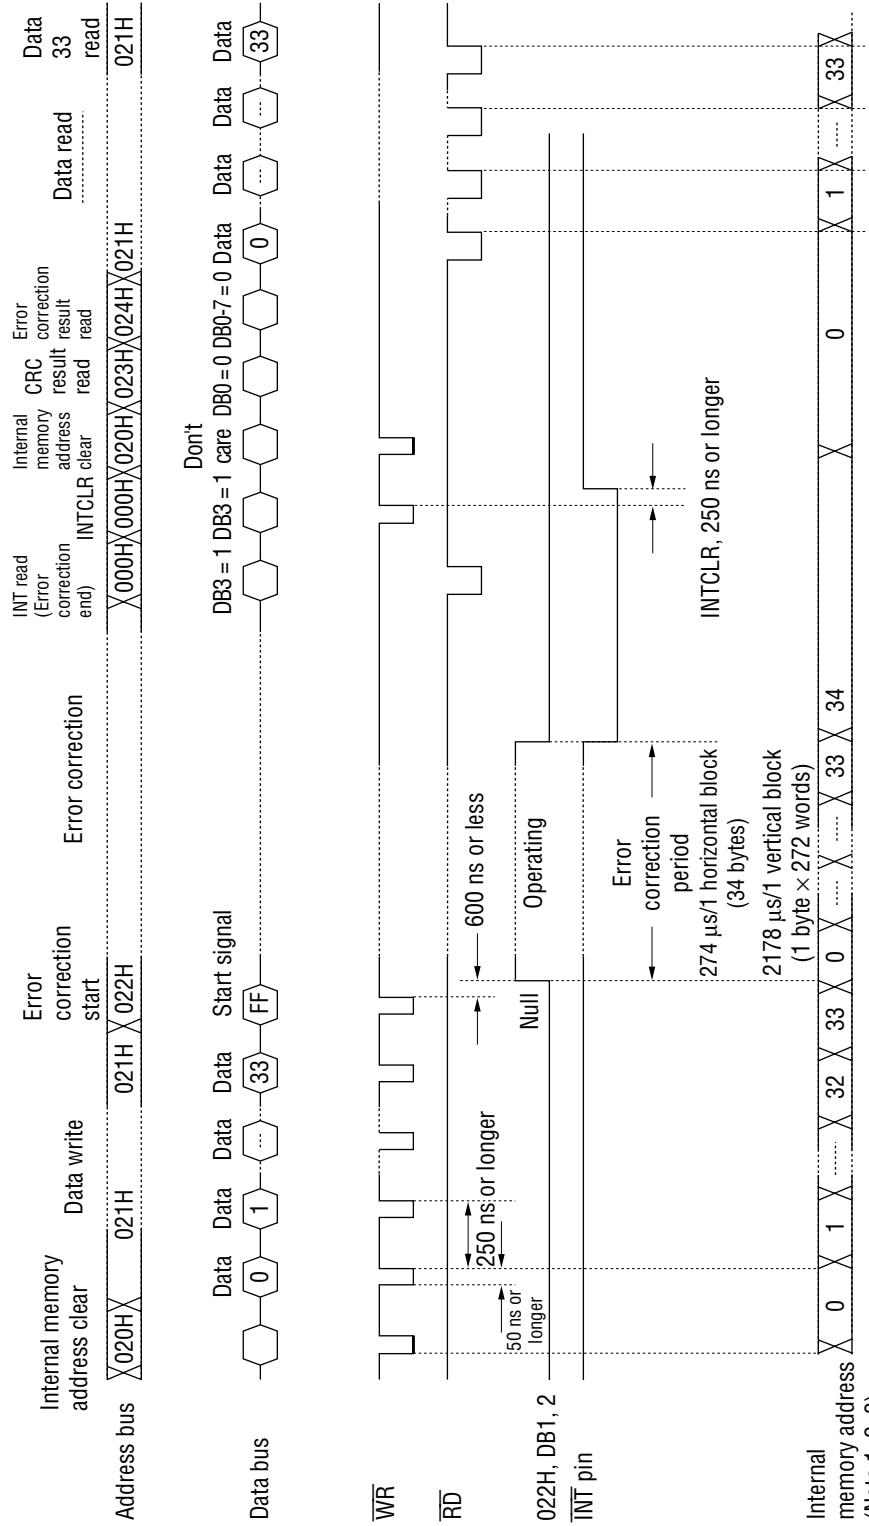 Internal memory
address clear
Data write
Error
correction
start
Error correction
INT read
(Error
correction
end)
INTCLR
Internal
memory
address
clear
CRC
result
read
Error
correction
result
read
Data read
Data
33
read
Address bus
020H
021H
021H
022H
000H
000H
020H
023H
024H
021H
021H
Data
Data
Data
Data
Start signal
DB3 = 1
DB3 = 1
Don't
care
DB0 = 0
DB0-7 = 0
Data
Data
Data
Data
Data bus
0
1
33
FF
0
33
WR
RD
50 ns or
longer
250 ns or longer
600 ns or less
022H, DB1, 2
Null
Operating
INT pin
Error
correction
period
274 μs/1 horizontal block
(34 bytes)
2178 μs/1 vertical block
(1 byte × 272 words)
INTCLR, 250 ns or longer
Internal
memory address
0
1
32
33
0
33
34
0
1
33